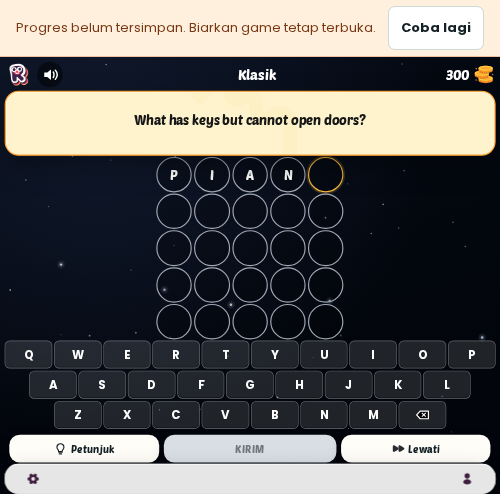 Progres belum tersimpan. Biarkan game tetap terbuka.
Coba lagi
Klasik
300
What has keys but cannot open doors?
P I A N
Q W E R T Y U I O P
A S D F G H J K L
Z X C V B N M
Petunjuk
KIRIM
Lewati